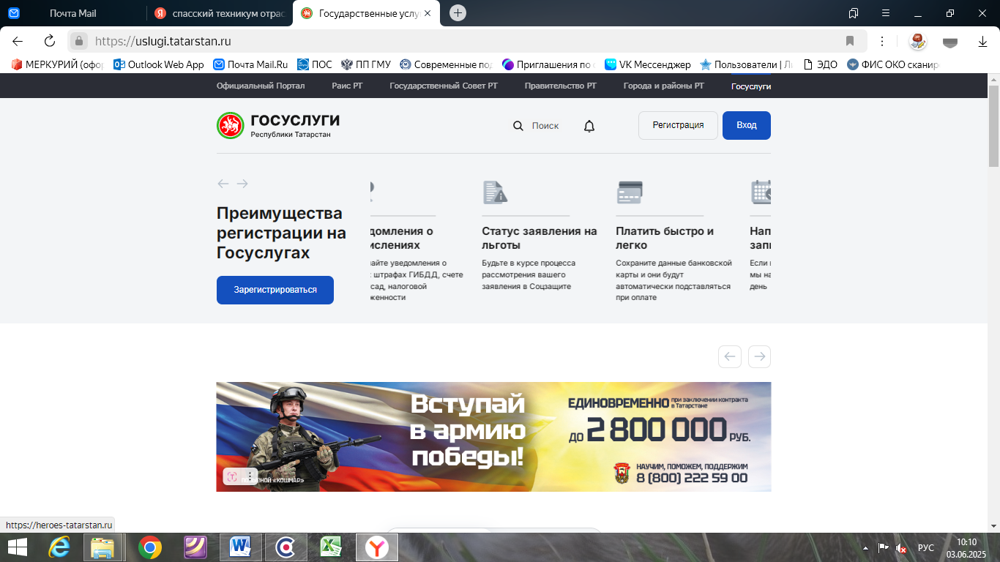 Почта Mail
спасский техникум отрас
Государственные услу
https://uslugi.tatarstan.ru
МЕРКУРИЙ (офор
Outlook Web App
Почта Mail.Ru
ПОС
ПП ГМУ
Современные под
Приглашения по
VK Мессенджер
Пользователи | Li
ЭДО
ФИС ОКО сканир
Официальный Портал
Раис РТ
Государственный Совет РТ
Правительство РТ
Города и районы РТ
Госуслуги
ГОСУСЛУГИ
Республики Татарстан
Поиск
Регистрация
Вход
Преимущества
регистрации на
Госуслугах
Зарегистрироваться
домления о
ислениях
айте уведомления о
штрафах ГИБДД, счете
сад, налоговой
женности
Статус заявления на
льготы
Будьте в курсе процесса
рассмотрения вашего
заявления в Соцзащите
Платить быстро и
легко
Сохраните данные банковской
карты и они будут
автоматически подставляться
при оплате
Нап
запи
Если
мы на
день
Вступай
в армию
победы!
ЕДИНОВРЕМЕННО при заключении контракта
в Татарстане
ДО 2 800 000 РУБ.
НАУЧИМ, ПОМОЖЕМ, ПОДДЕРЖИМ
8 (800) 222 59 00
«КОШМАР»
https://heroes-tatarstan.ru
РУС
10:10
03.06.2025